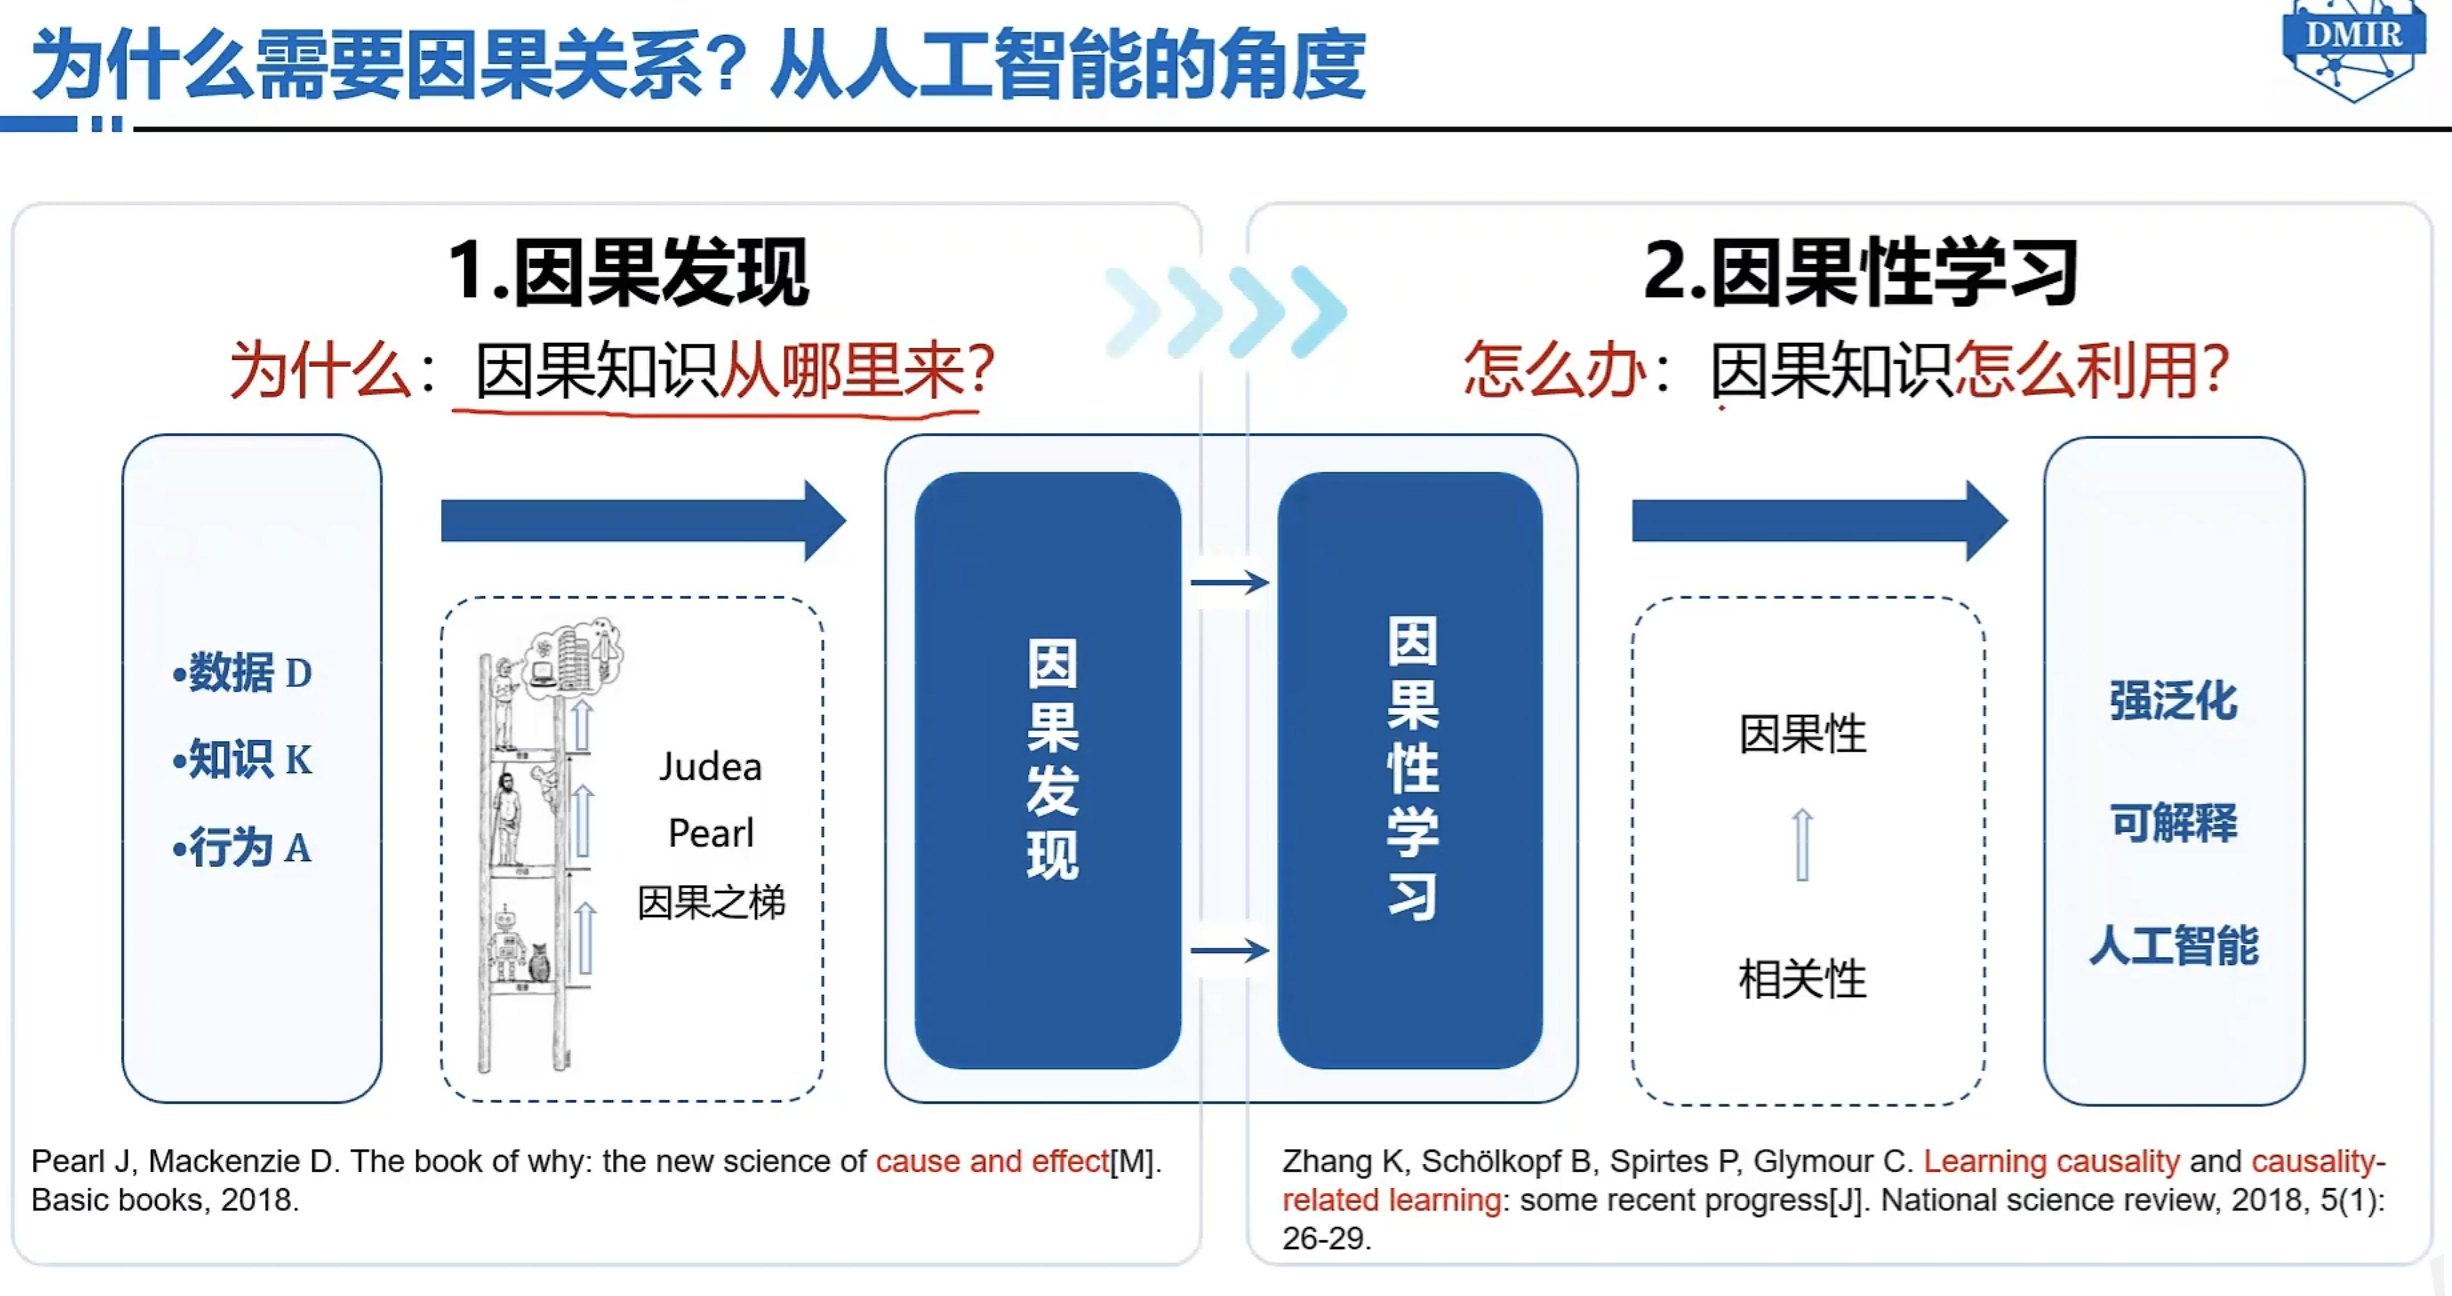 为什么需要因果关系? 从人工智能的角度
DMIR
1.因果发现
为什么：因果知识从哪里来?
•数据 D
•知识 K
•行为 A
Judea
Pearl
因果之梯
因果发现
Pearl J, Mackenzie D. The book of why: the new science of cause and effect[M].
Basic books, 2018.
2.因果性学习
怎么办：因果知识怎么利用?
因果性学习
因果性
相关性
强泛化
可解释
人工智能
Zhang K, Schölkopf B, Spirtes P, Glymour C. Learning causality and causality-
related learning: some recent progress[J]. National science review, 2018, 5(1):
26-29.